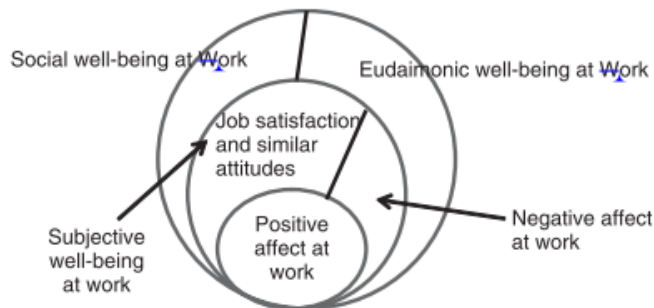 Social well-being at Work
Eudaimonic well-being at Work
Job satisfaction
and similar
attitudes
Positive
affect at
work
Subjective
well-being
at work
Negative affect
at work